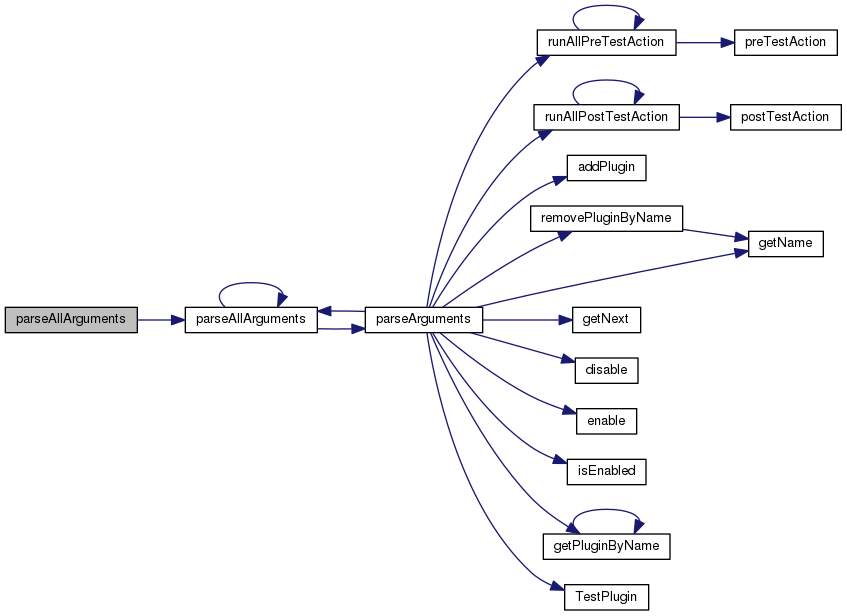 runAllPreTestAction
preTestAction
runAllPostTestAction
postTestAction
addPlugin
removePluginByName
getName
parseAllArguments
parseAllArguments
parseArguments
getNext
disable
enable
isEnabled
getPluginByName
TestPlugin